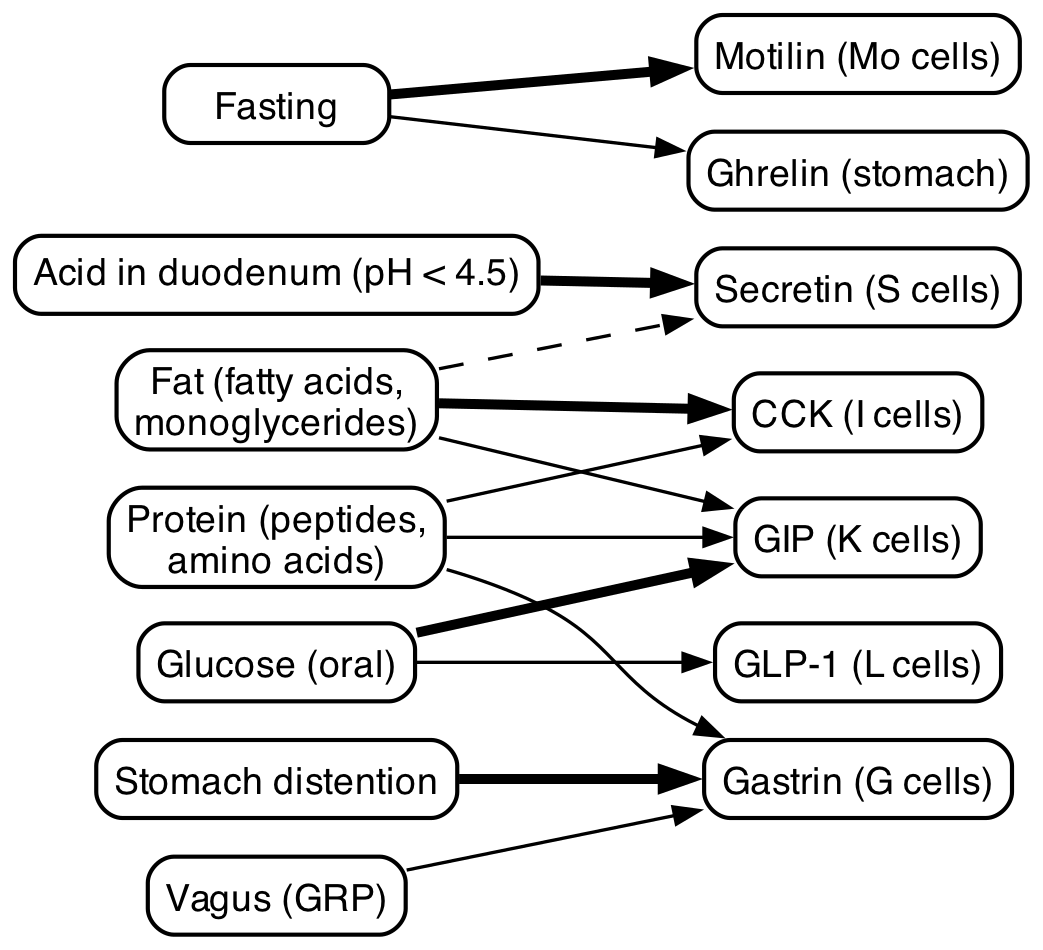 Fasting
Motilin (Mo cells)
Ghrelin (stomach)
Acid in duodenum (pH < 4.5)
Secretin (S cells)
Fat (fatty acids,
monoglycerides)
CCK (I cells)
Protein (peptides,
amino acids)
GIP (K cells)
Glucose (oral)
GLP-1 (L cells)
Stomach distention
Gastrin (G cells)
Vagus (GRP)